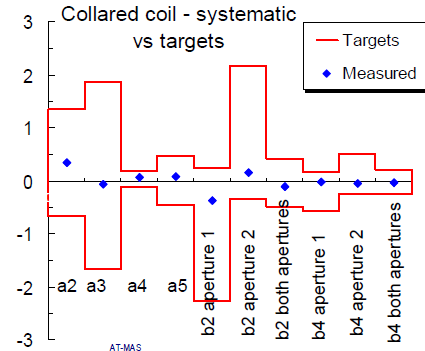 Collared coil - systematic
vs targets
Targets
Measured
3
2
1
0
-1
-2
-3
a2
a3
a4
a5
b2 aperture 1
b2 aperture 2
b2 both apertures
b4 aperture 1
b4 aperture 2
b4 both apertures
AT-MAS